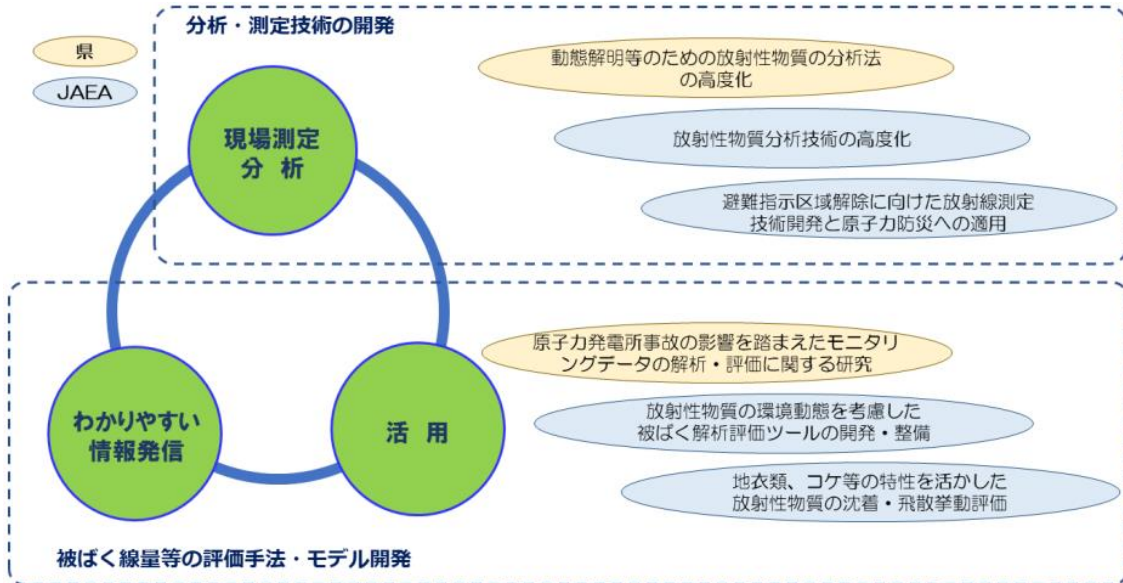 分析・測定技術の開発
県
JAEA
現場測定
分 析
動態解明等のための放射性物質の分析法
の高度化
放射性物質分析技術の高度化
避難指示区域解除に向けた放射線測定
技術開発と原子力防災への適用
わかりやすい
情報発信
活 用
原子力発電所事故の影響を踏まえたモニタリ
ングデータの解析・評価に関する研究
放射性物質の環境動態を考慮した
被ばく解析評価ツールの開発・整備
地衣類、コケ等の特性を活かした
放射性物質の沈着・飛散挙動評価
被ばく線量等の評価手法・モデル開発